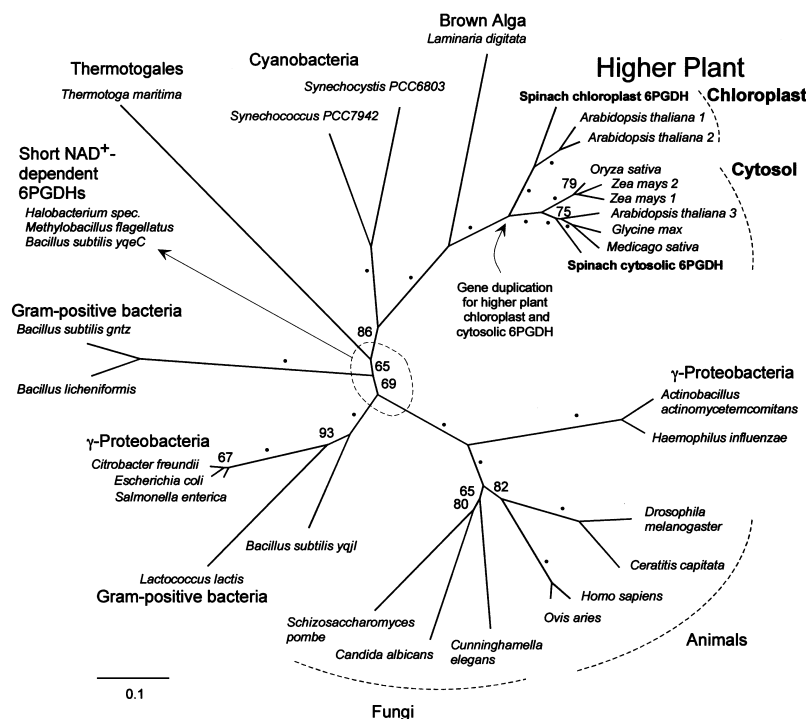 Brown Alga
Laminaria digitata
Cyanobacteria
Synechocystis PCC6803
Synechococcus PCC7942
Thermotogales
Thermotoga maritima
Higher Plant
Spinach chloroplast 6PGDH
Chloroplast
Arabidopsis thaliana 1
Arabidopsis thaliana 2
Cytosol
Oryza sativa
79
Zea mays 2
Zea mays 1
75
Arabidopsis thaliana 3
Glycine max
Medicago sativa
Spinach cytosolic 6PGDH
Short NAD+-
dependent
6PGDHs
Halobacterium spec.
Methylobacillus flagellatus
Bacillus subtilis yqeC
Gene duplication
for higher plant
chloroplast and
cytosolic 6PGDH
Gram-positive bacteria
Bacillus subtilis gntz
Bacillus licheniformis
86
65
69
γ-Proteobacteria
Actinobacillus
actinomycetemcomitans
Haemophilus influenzae
γ-Proteobacteria
93
67
Citrobacter freundii
Escherichia coli
Salmonella enterica
Bacillus subtilis yqjI
Lactococcus lactis
Gram-positive bacteria
65
80
82
Drosophila
melanogaster
Ceratitis capitata
Homo sapiens
Ovis aries
Animals
Schizosaccharomyces
pombe
Candida albicans
Cunninghamella
elegans
Fungi
0.1